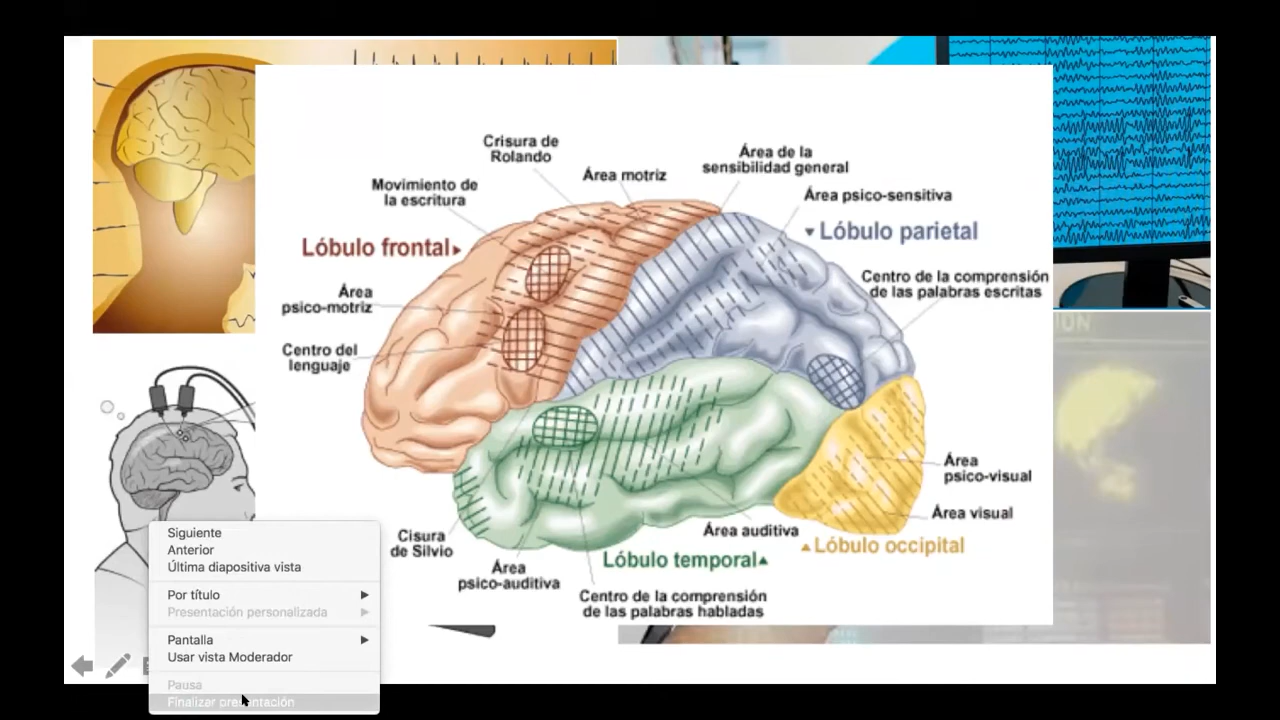 Crisura de
Rolando
Área de la
sensibilidad general
Área motriz
Movimiento de
la escritura
Área psico-sensitiva
Lóbulo frontal
Lóbulo parietal
Centro de la comprensión
de las palabras escritas
Área
psico-motriz
Centro del
lenguaje
Área
psico-visual
Área visual
Cisura
de Silvio
Área auditiva
Lóbulo occipital
Lóbulo temporal
Área
psico-auditiva
Centro de la comprensión
de las palabras habladas
Siguiente
Anterior
Última diapositiva vista
Por título
Presentación personalizada
Pantalla
Usar vista Moderador
Pausa
Finalizar presentación